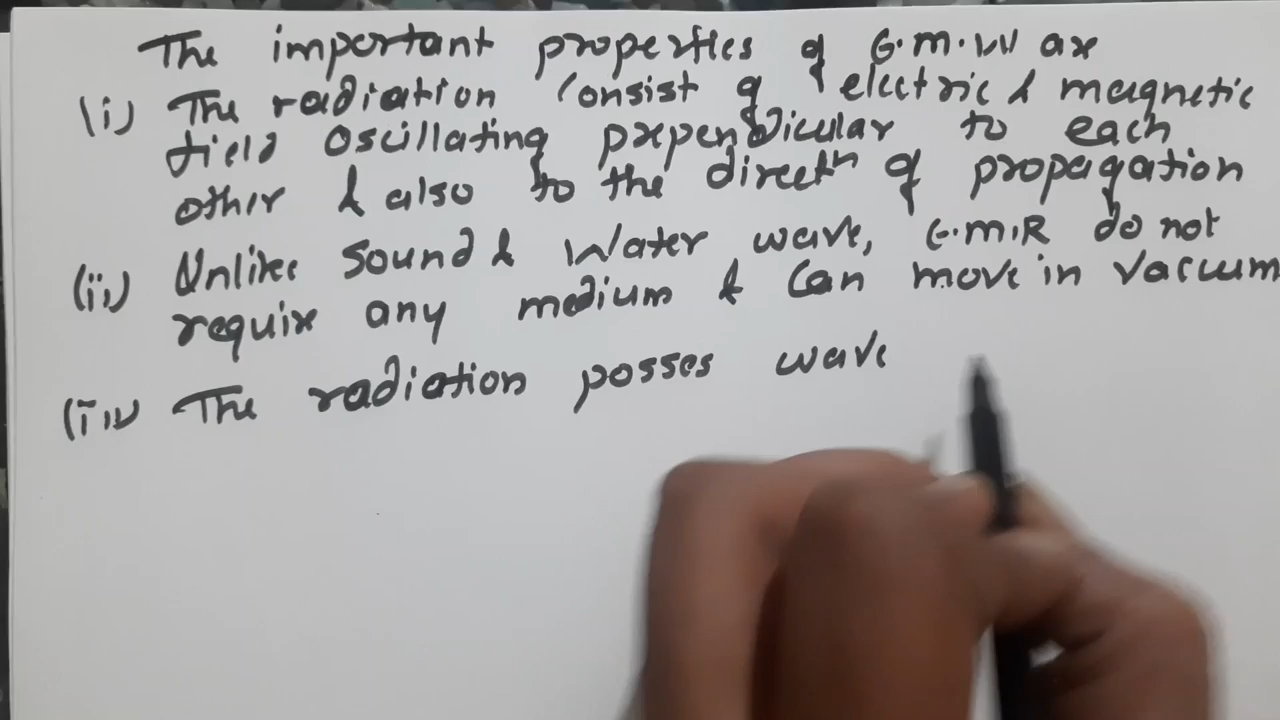 The important properties of E.M.W are
(i) The radiation consist of electric & magnetic
field oscillating perpendicular to each
other & also to the directn of propagation
(ii) Unlike sound & Water wave, E.M.R do not
require any medium & can move in vacuum
(iii) The radiation posses wave